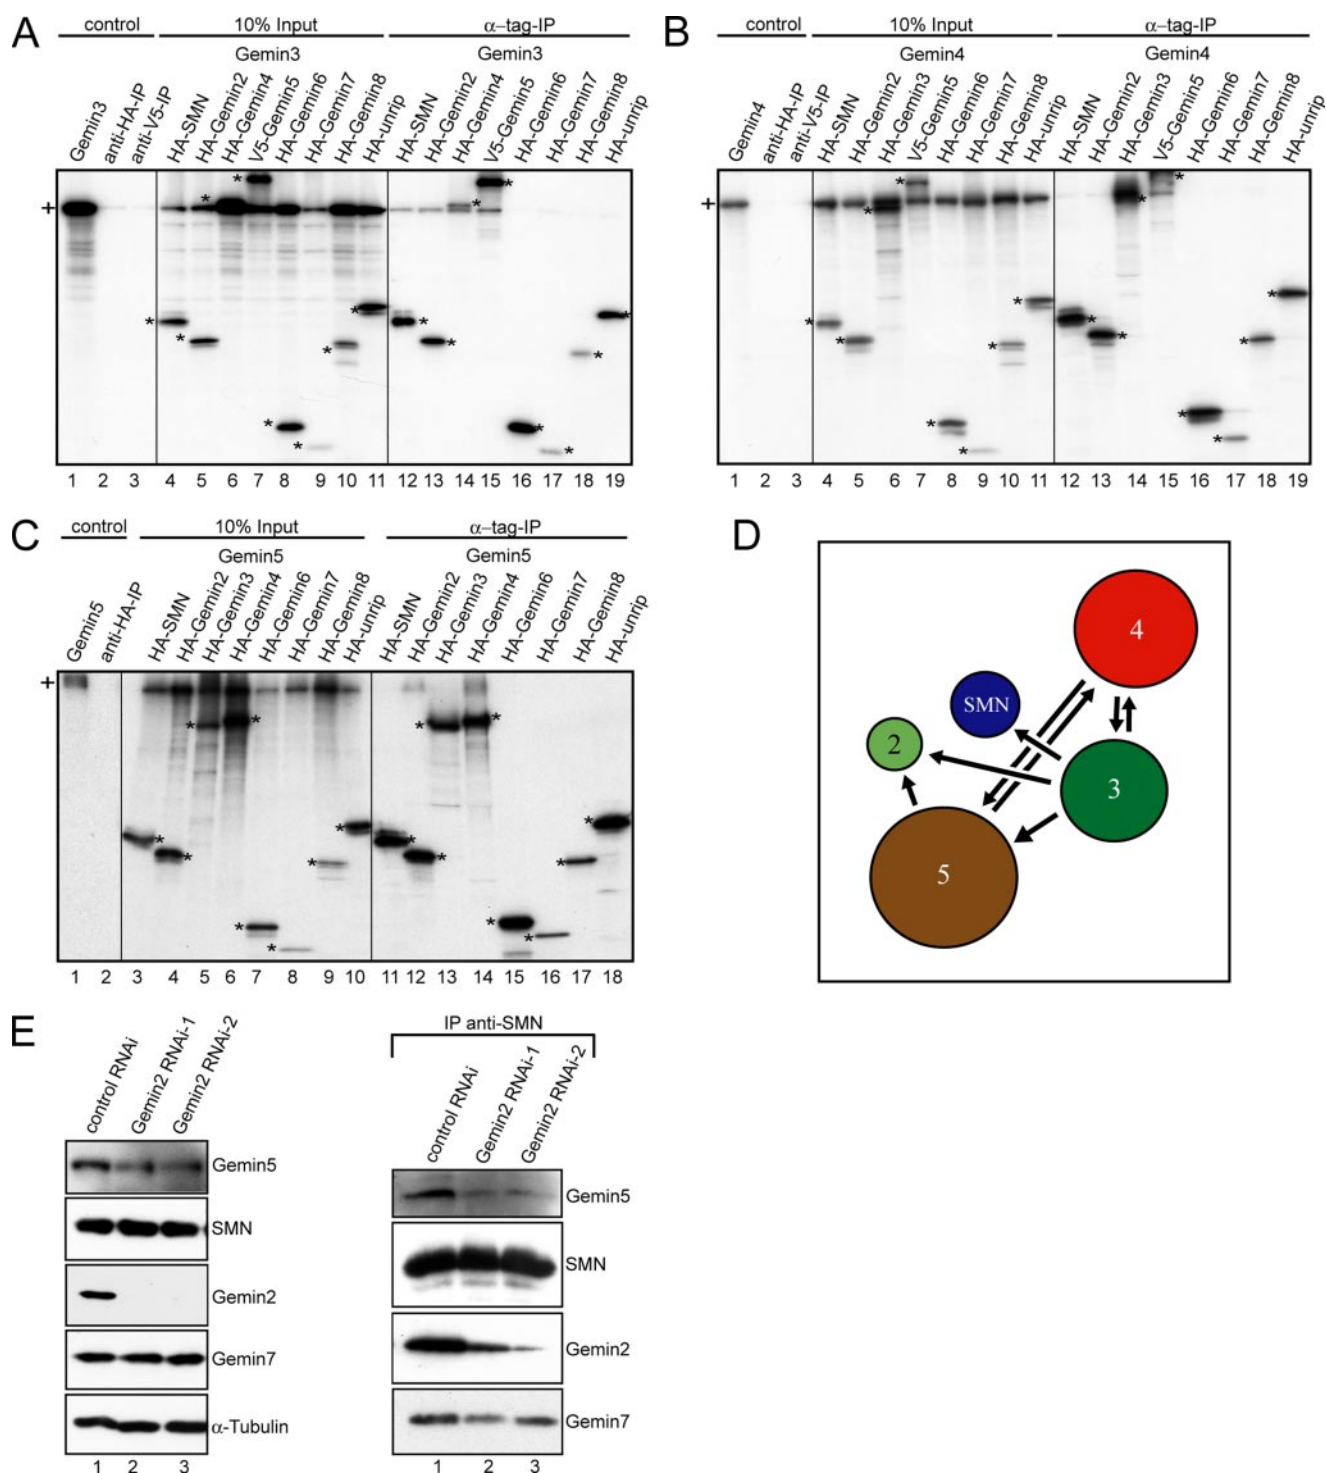 A
control
10% Input
α–tag-IP
Gemin3
Gemin3
Gemin3
anti-HA-IP
anti-V5-IP
HA-SMN
HA-Gemin2
HA-Gemin4
V5-Gemin5
HA-Gemin6
HA-Gemin7
HA-Gemin8
HA-unrip
HA-SMN
HA-Gemin2
HA-Gemin4
V5-Gemin5
HA-Gemin6
HA-Gemin7
HA-Gemin8
HA-unrip
+
1 2 3 4 5 6 7 8 9 10 11 12 13 14 15 16 17 18 19
B
control
10% Input
α–tag-IP
Gemin4
Gemin4
Gemin4
anti-HA-IP
anti-V5-IP
HA-SMN
HA-Gemin2
HA-Gemin3
V5-Gemin5
HA-Gemin6
HA-Gemin7
HA-Gemin8
HA-unrip
HA-SMN
HA-Gemin2
HA-Gemin3
V5-Gemin5
HA-Gemin6
HA-Gemin7
HA-Gemin8
HA-unrip
+
1 2 3 4 5 6 7 8 9 10 11 12 13 14 15 16 17 18 19
C
control
10% Input
α–tag-IP
Gemin5
Gemin5
Gemin5
anti-HA-IP
HA-SMN
HA-Gemin2
HA-Gemin3
HA-Gemin4
HA-Gemin6
HA-Gemin7
HA-Gemin8
HA-unrip
HA-SMN
HA-Gemin2
HA-Gemin3
HA-Gemin4
HA-Gemin6
HA-Gemin7
HA-Gemin8
HA-unrip
+
1 2 3 4 5 6 7 8 9 10 11 12 13 14 15 16 17 18
D
4
SMN
2
3
5
E
control RNAi
Gemin2 RNAi-1
Gemin2 RNAi-2
Gemin5
SMN
Gemin2
Gemin7
α-Tubulin
1 2 3
IP anti-SMN
control RNAi
Gemin2 RNAi-1
Gemin2 RNAi-2
Gemin5
SMN
Gemin2
Gemin7
1 2 3